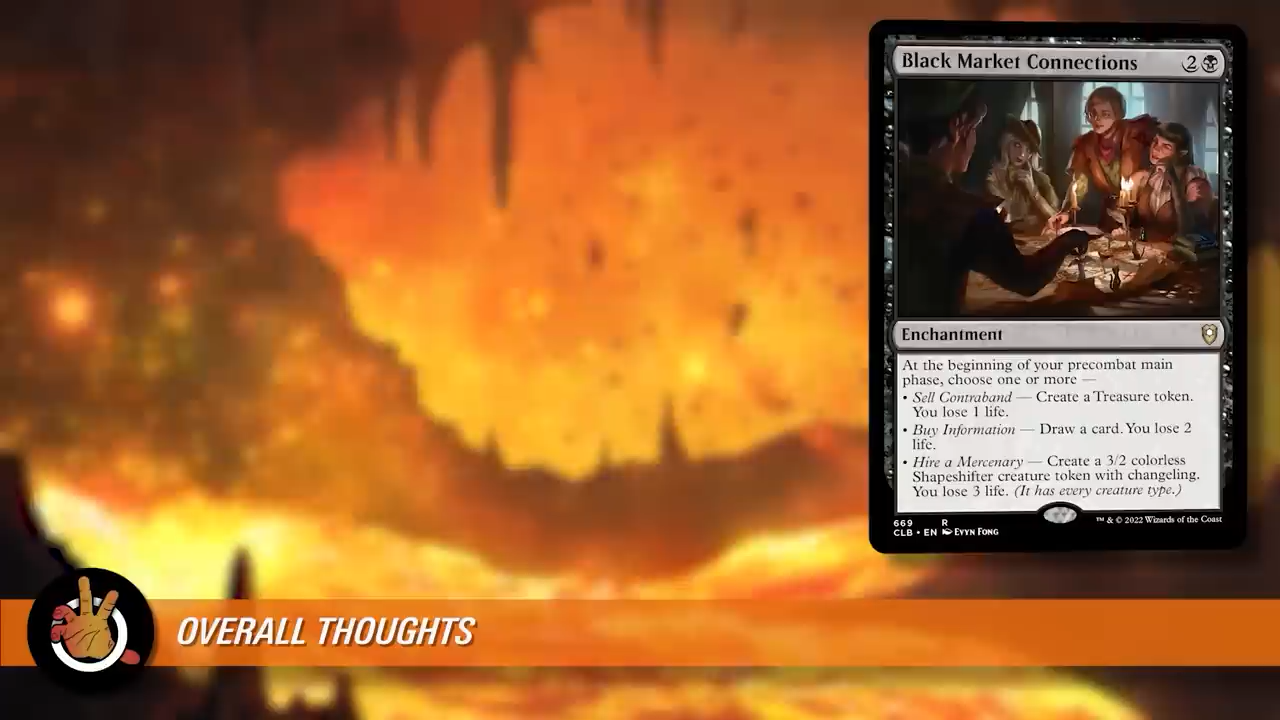 Black Market Connections 2
Enchantment
At the beginning of your precombat main
phase, choose one or more —
• Sell Contraband — Create a Treasure token.
You lose 1 life.
• Buy Information — Draw a card. You lose 2
life.
• Hire a Mercenary — Create a 3/2 colorless
Shapeshifter creature token with changeling.
You lose 3 life. (It has every creature type.)
669 R
CLB • EN Evyn Fong
™ & © 2022 Wizards of the Coast
OVERALL THOUGHTS